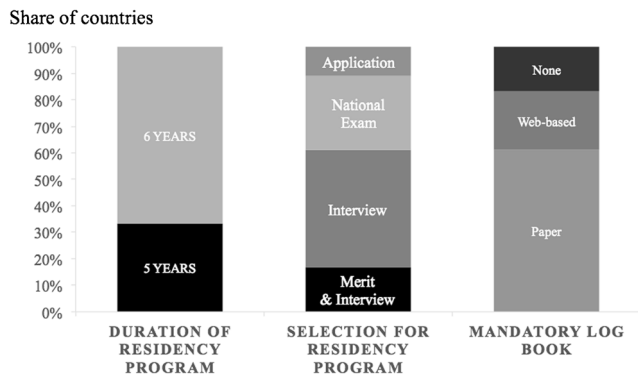 Share of countries
100%
90%
80%
70%
60%
50%
40%
30%
20%
10%
0%
6 YEARS
5 YEARS
Application
National
Exam
Interview
Merit
& Interview
None
Web-based
Paper
DURATION OF
RESIDENCY
PROGRAM
SELECTION FOR
RESIDENCY
PROGRAM
MANDATORY LOG
BOOK